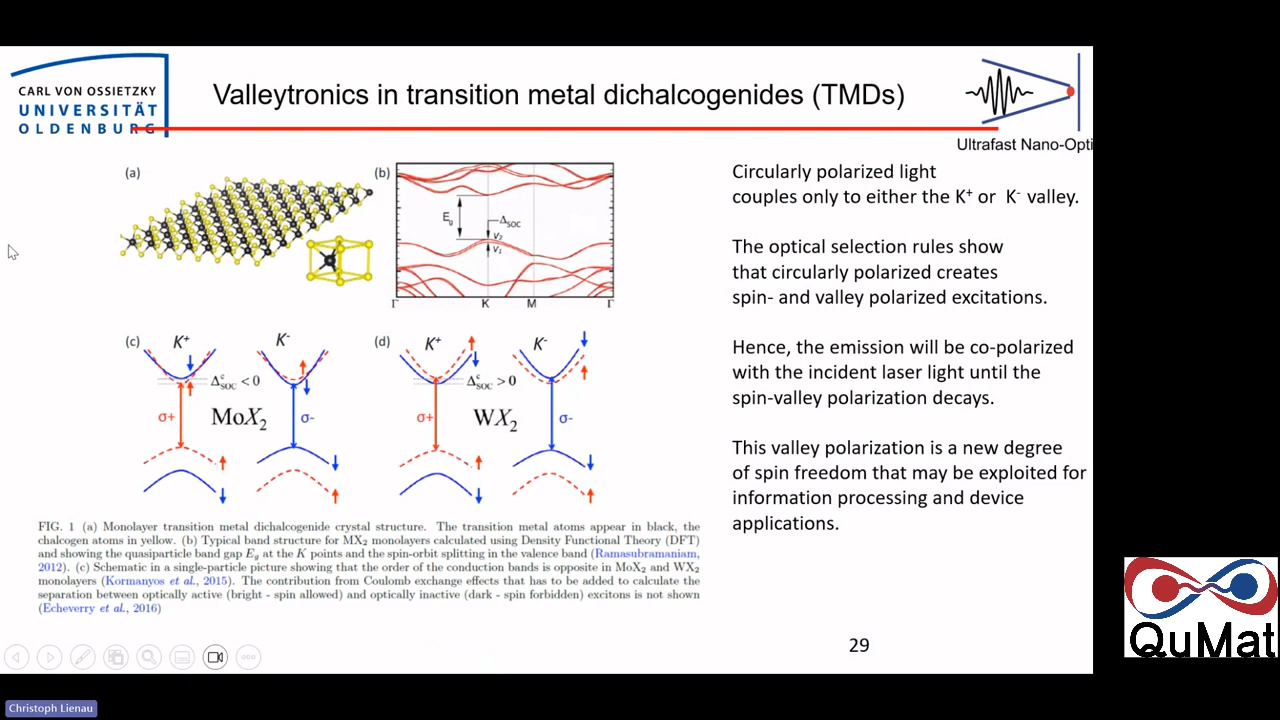 CARL VON OSSIETZKY
UNIVERSITÄT
OLDENBURG
Valleytronics in transition metal dichalcogenides (TMDs)
Ultrafast Nano-Opti
(a)
(b)
E_g
Δ_SOC
v₂
v₁
Γ
K
M
Γ
(c)
K⁺
K⁻
Δᶜ_SOC < 0
σ+
MoX₂
σ-
(d)
K⁺
K⁻
Δᶜ_SOC > 0
σ+
WX₂
σ-
FIG. 1 (a) Monolayer transition metal dichalcogenide crystal structure. The transition metal atoms appear in black, the
chalcogen atoms in yellow. (b) Typical band structure for MX₂ monolayers calculated using Density Functional Theory (DFT)
and showing the quasiparticle band gap E_g at the K points and the spin-orbit splitting in the valence band (Ramasubramaniam,
2012). (c) Schematic in a single-particle picture showing that the order of the conduction bands is opposite in MoX₂ and WX₂
monolayers (Kormanyos et al., 2015). The contribution from Coulomb exchange effects that has to be added to calculate the
separation between optically active (bright - spin allowed) and optically inactive (dark - spin forbidden) excitons is not shown
(Echeverry et al., 2016)
Circularly polarized light
couples only to either the K⁺ or K⁻ valley.
The optical selection rules show
that circularly polarized creates
spin- and valley polarized excitations.
Hence, the emission will be co-polarized
with the incident laser light until the
spin-valley polarization decays.
This valley polarization is a new degree
of spin freedom that may be exploited for
information processing and device
applications.
29
QuMat
Christoph Lienau